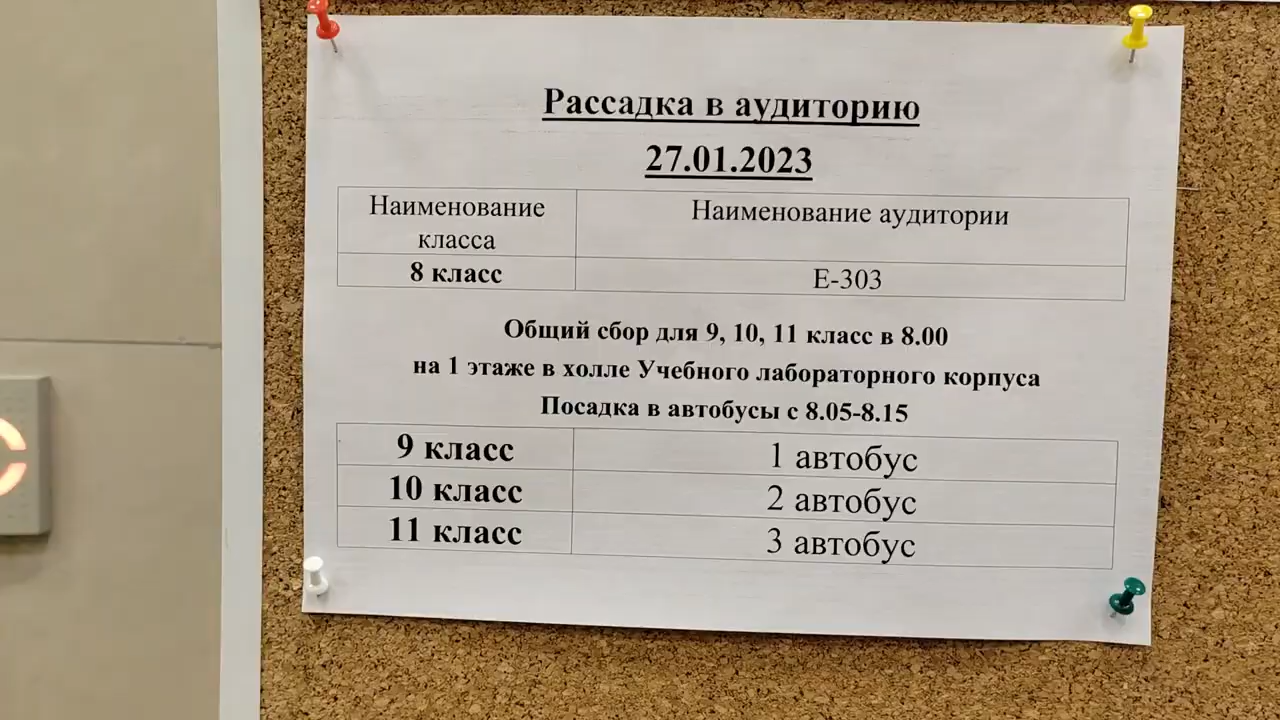 Рассадка в аудиторию
27.01.2023
Наименование класса
Наименование аудитории
8 класс
Е-303
Общий сбор для 9, 10, 11 класс в 8.00
на 1 этаже в холле Учебного лабораторного корпуса
Посадка в автобусы с 8.05-8.15
9 класс
1 автобус
10 класс
2 автобус
11 класс
3 автобус